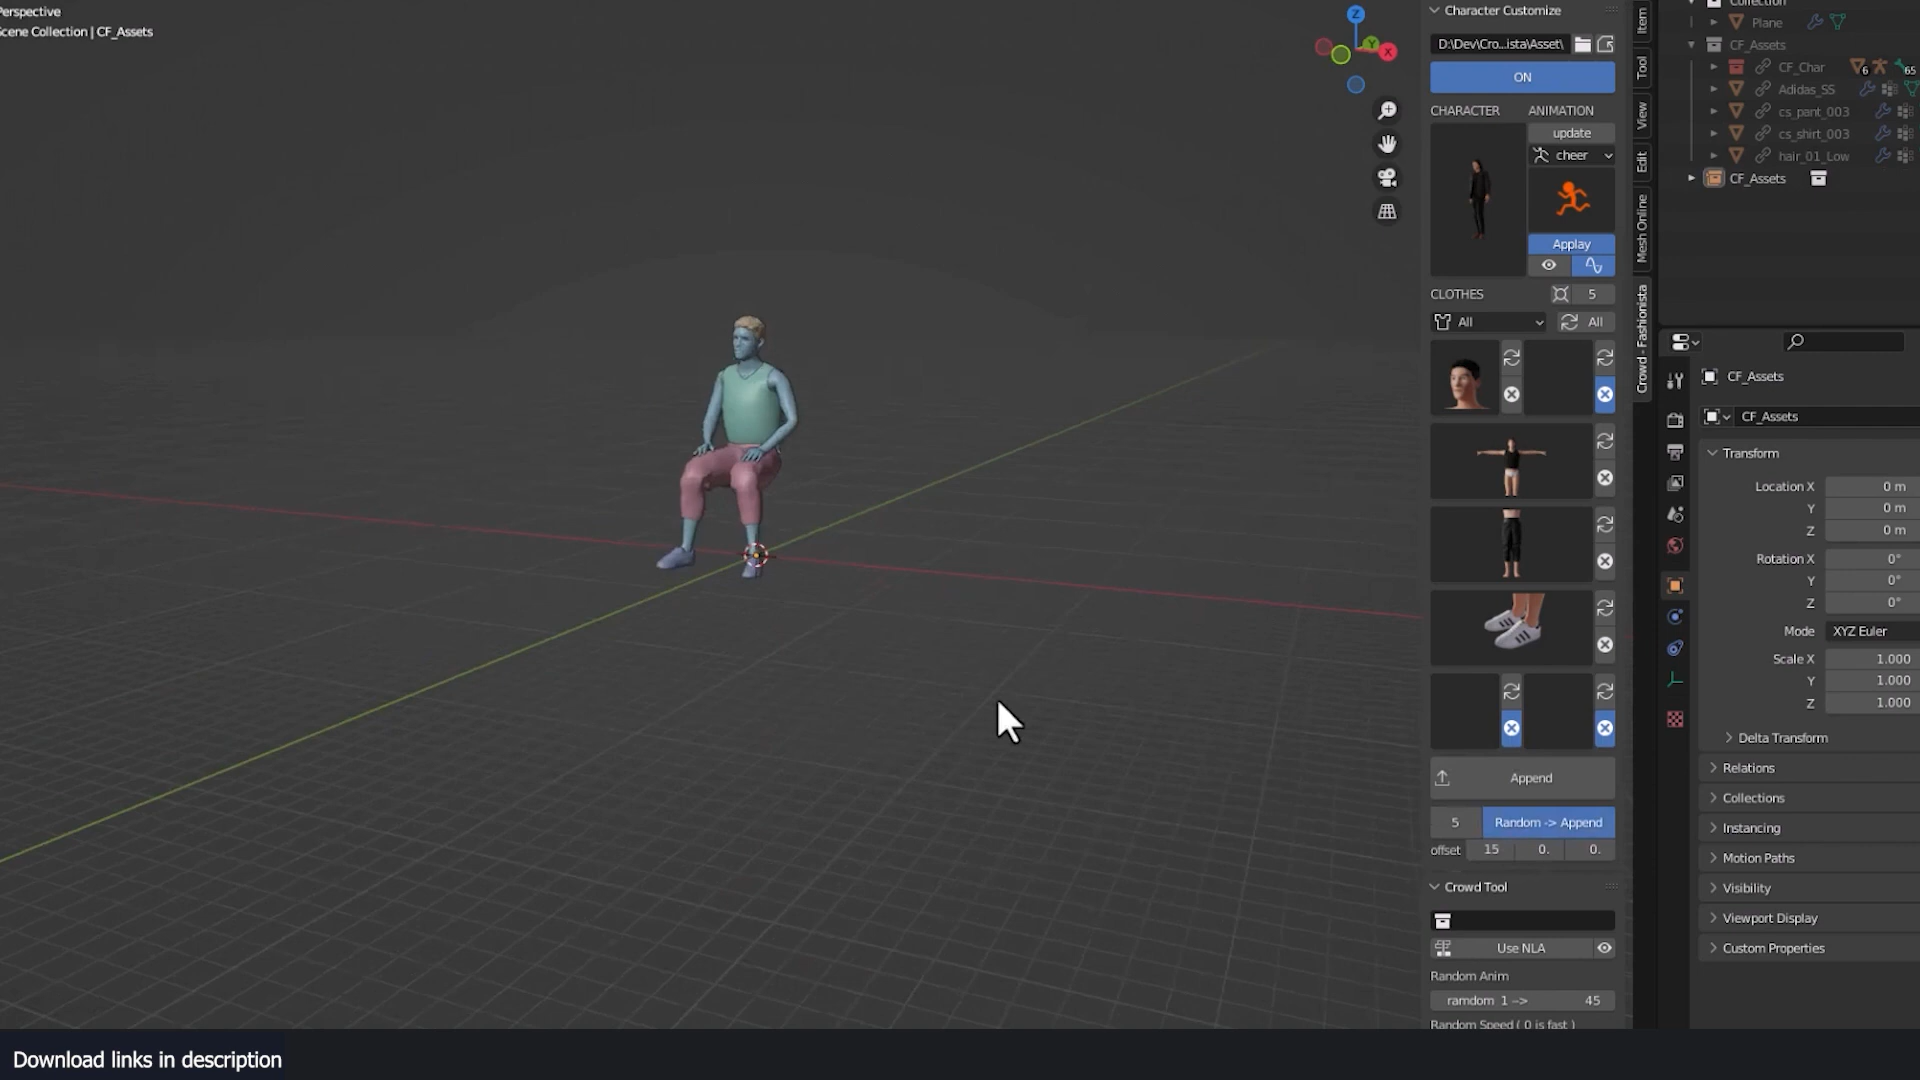 Perspective
Scene Collection | CF_Assets
Z
Y
X
Character Customize
D:\Dev\Cro...ista\Asset\
ON
CHARACTER
ANIMATION
update
cheer
Applay
CLOTHES
5
All
All
Append
5
Random -> Append
offset
15
0.
0.
Crowd Tool
Use NLA
Random Anim
ramdom 1 ->
45
Random Speed ( 0 is fast )
Item
Tool
View
Edit
Mesh Online
Crowd - Fashionista
Collection
Plane
CF_Assets
CF_Char
6
65
Adidas_SS
cs_pant_003
cs_shirt_003
hair_01_Low
CF_Assets
CF_Assets
CF_Assets
Transform
Location X
0 m
Y
0 m
Z
0 m
Rotation X
0°
Y
0°
Z
0°
Mode
XYZ Euler
Scale X
1.000
Y
1.000
Z
1.000
Delta Transform
Relations
Collections
Instancing
Motion Paths
Visibility
Viewport Display
Custom Properties
Download links in description